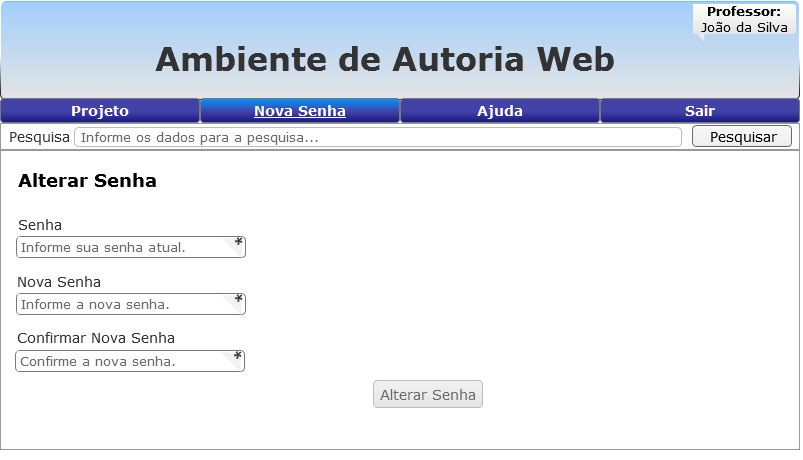 Professor:
João da Silva
Ambiente de Autoria Web
Projeto Nova Senha Ajuda Sair
Pesquisa Informe os dados para a pesquisa... Pesquisar
Alterar Senha
Senha
Informe sua senha atual. *
Nova Senha
Informe a nova senha. *
Confirmar Nova Senha
Confirme a nova senha. *
Alterar Senha